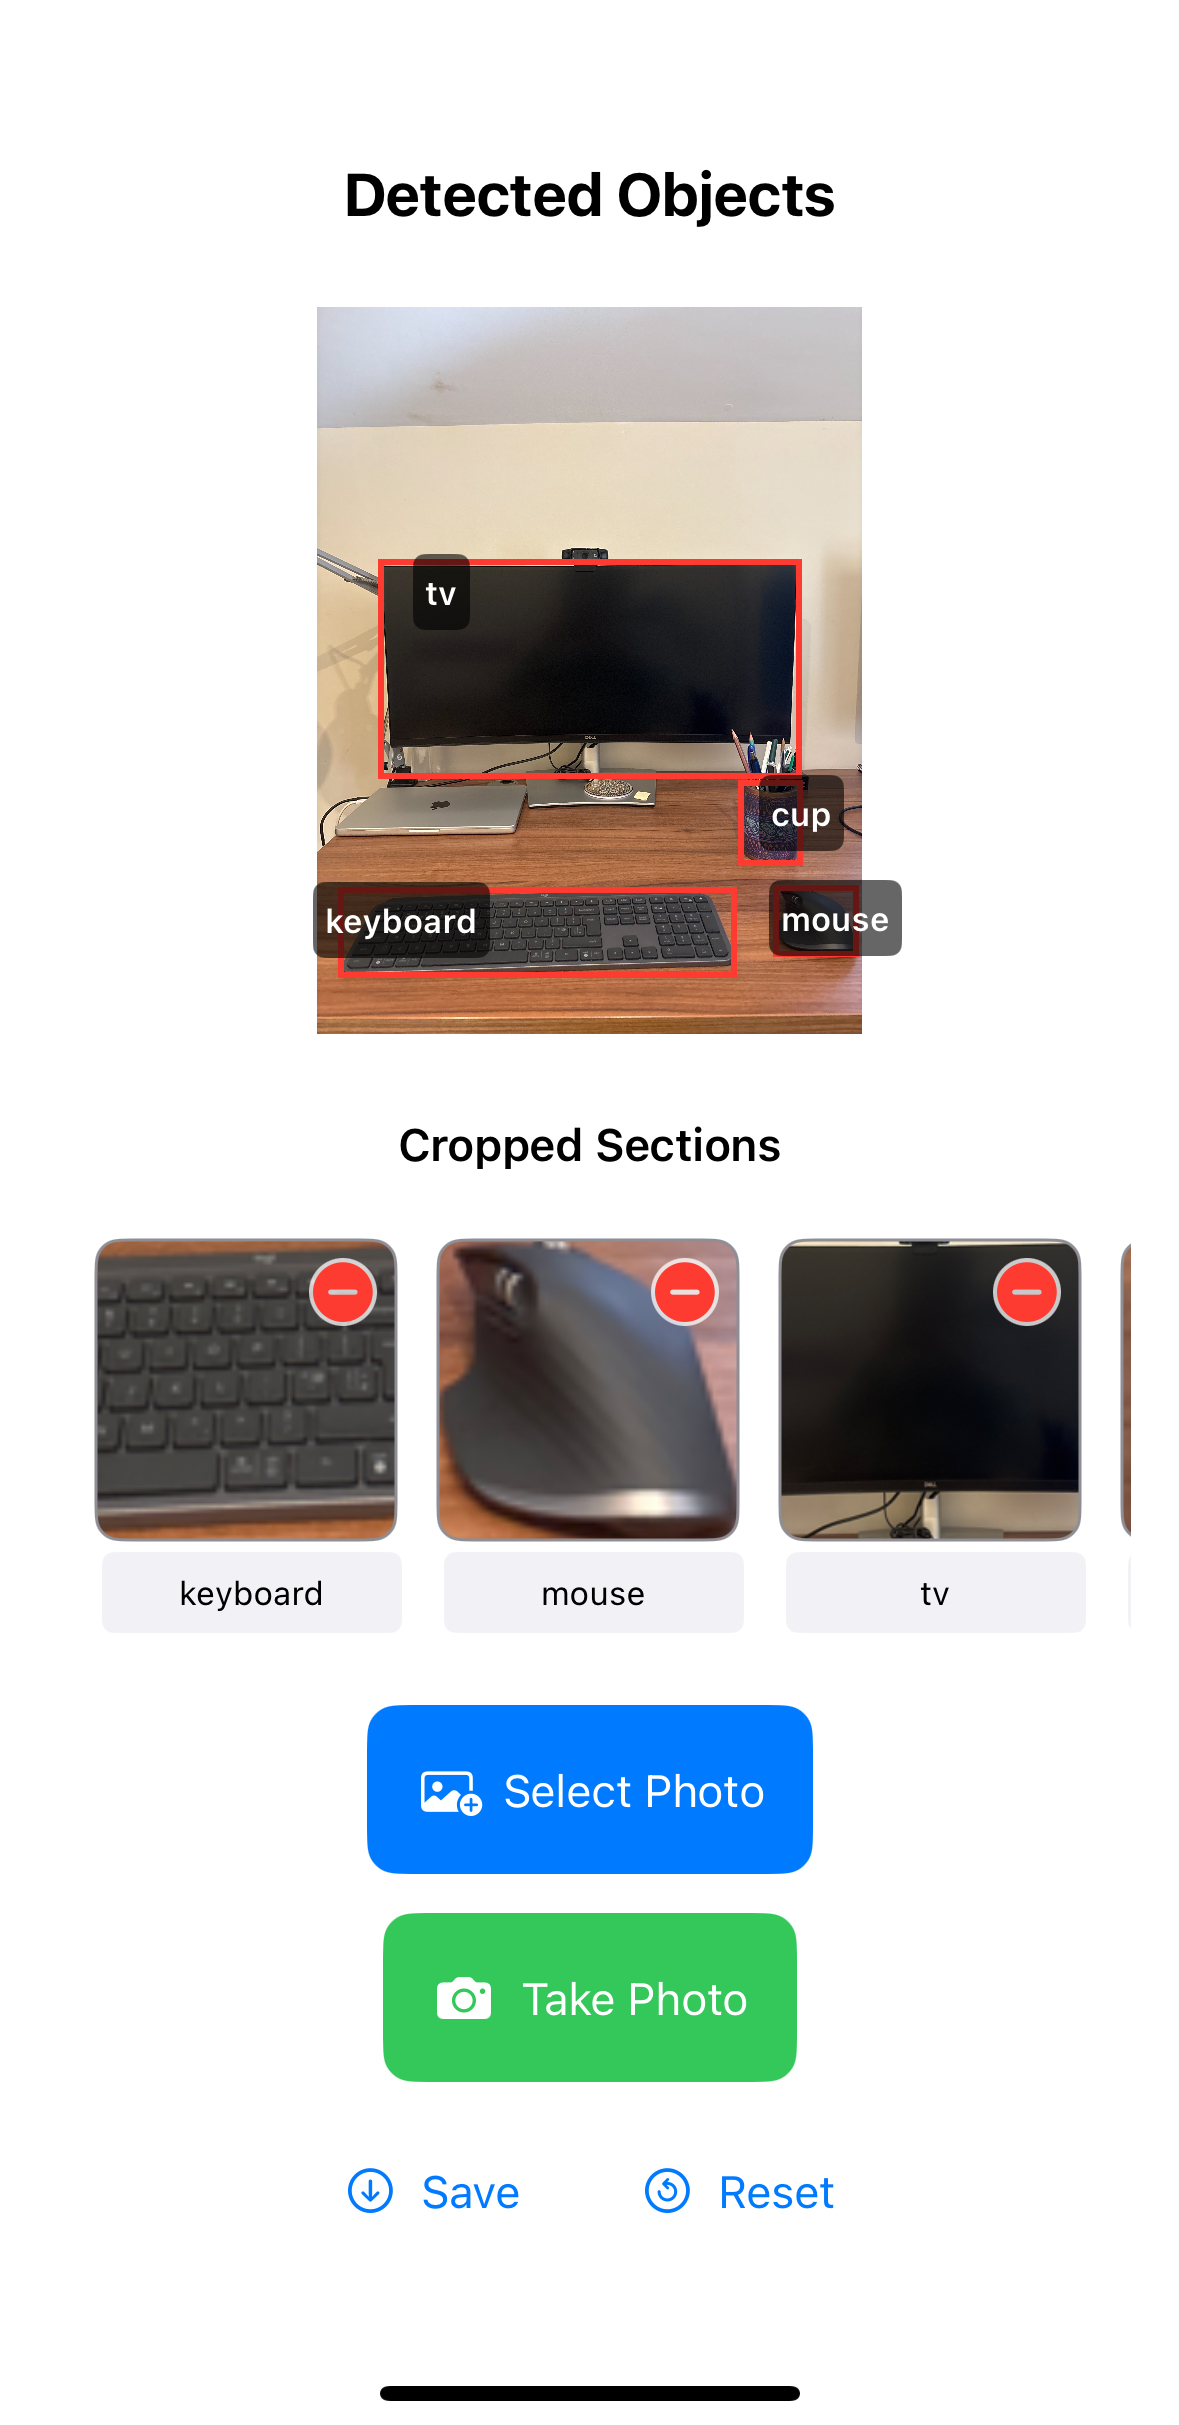 Detected Objects
tv
cup
keyboard
mouse
Cropped Sections
keyboard
mouse
tv
Select Photo
Take Photo
Save
Reset